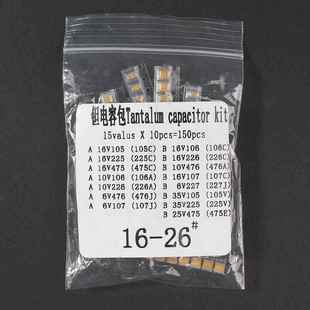 钽电容包Tantalum capacitor kit
15valus X 10pcs=150pcs
A 16V105 (105C) B 16V106 (106C)
A 16V225 (225C) B 16V226 (226C)
A 16V475 (475C) B 10V476 (476A)
A 10V106 (106A) B 16V107 (107C)
A 10V226 (226A) B 6V227 (227J)
A 6V476 (476J) B 35V105 (105V)
A 6V107 (107J) B 35V225 (225V)
B 25V475 (475E)
16-26#